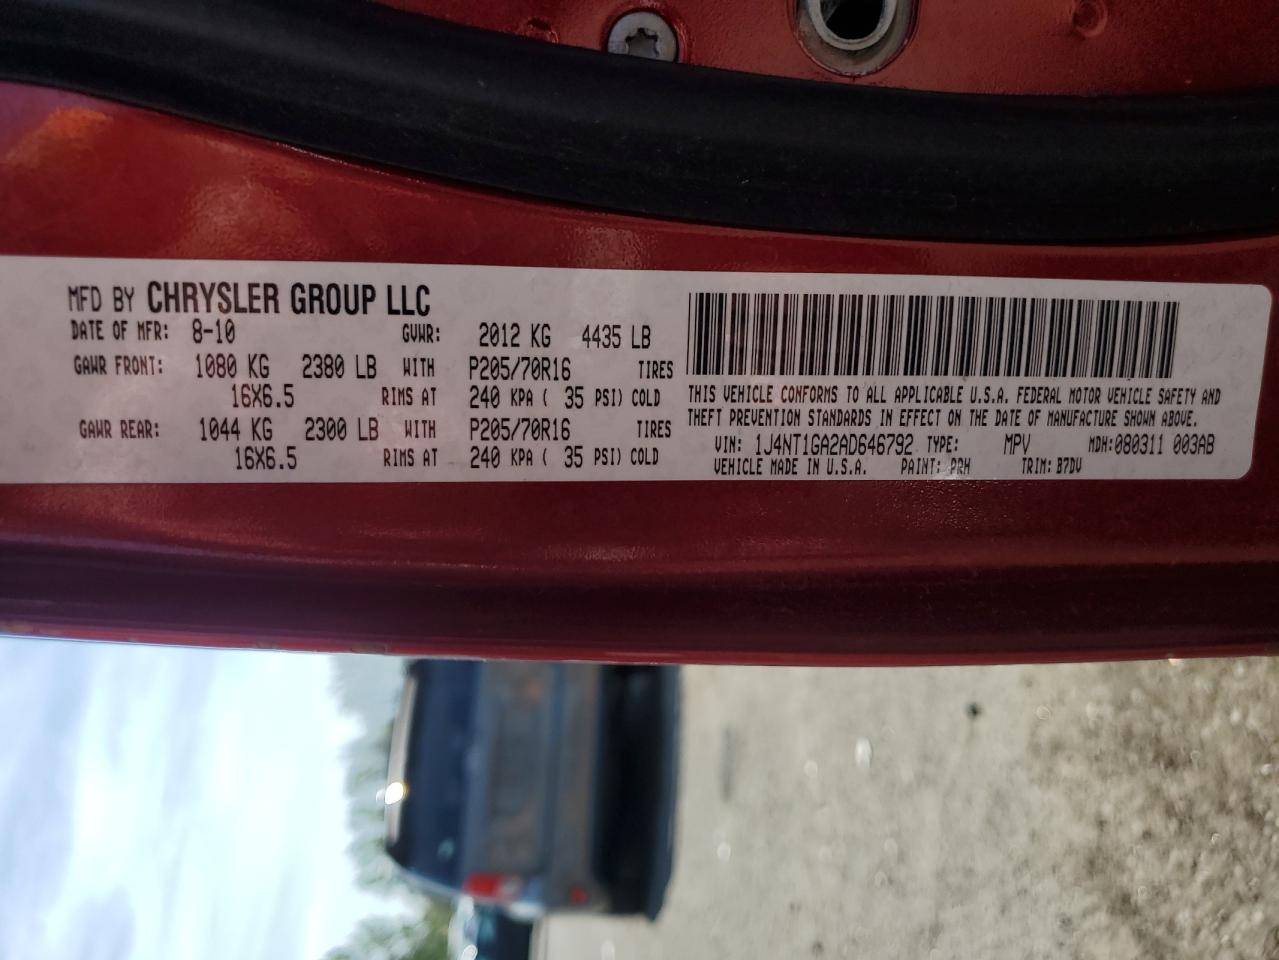 MFD BY CHRYSLER GROUP LLC
DATE OF MFR: 8-10 GVWR: 2012 KG 4435 LB
GAWR FRONT: 1080 KG 2380 LB WITH P205/70R16 TIRES
16X6.5 RIMS AT 240 KPA ( 35 PSI) COLD
GAWR REAR: 1044 KG 2300 LB WITH P205/70R16 TIRES
16X6.5 RIMS AT 240 KPA ( 35 PSI) COLD
THIS VEHICLE CONFORMS TO ALL APPLICABLE U.S.A. FEDERAL MOTOR VEHICLE SAFETY AND
THEFT PREVENTION STANDARDS IN EFFECT ON THE DATE OF MANUFACTURE SHOWN ABOVE.
VIN: 1J4NT1GA2AD646792 TYPE: MPV MDH: 080311 003AB
VEHICLE MADE IN U.S.A. PAINT: PRH TRIM: B7DV